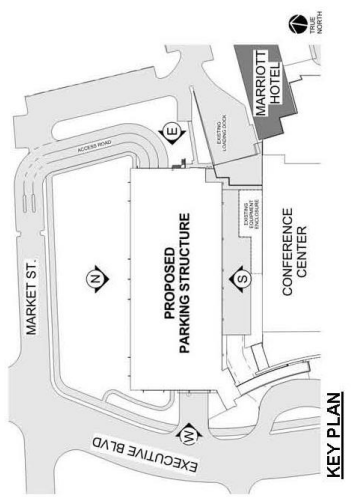 TRUE
NORTH
MARKET ST.
ACCESS ROAD
E
EXISTING
LOADING DOCK
MARRIOTT
HOTEL
N
PROPOSED
PARKING STRUCTURE
S
EXISTING
EQUIPMENT
ENCLOSURE
CONFERENCE
CENTER
W
EXECUTIVE BLVD
KEY PLAN